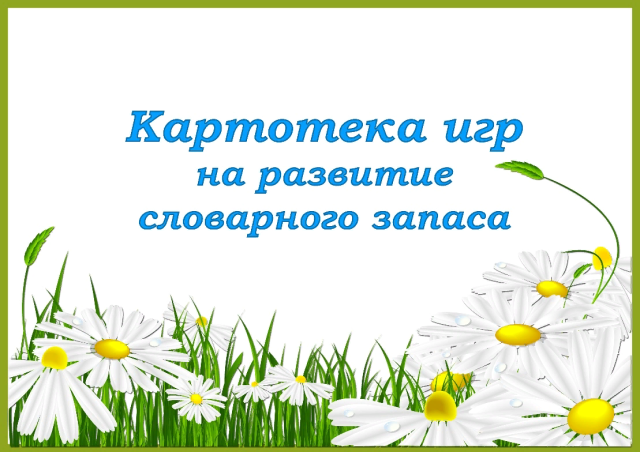 Картотека игр
на развитие
словарного запаса